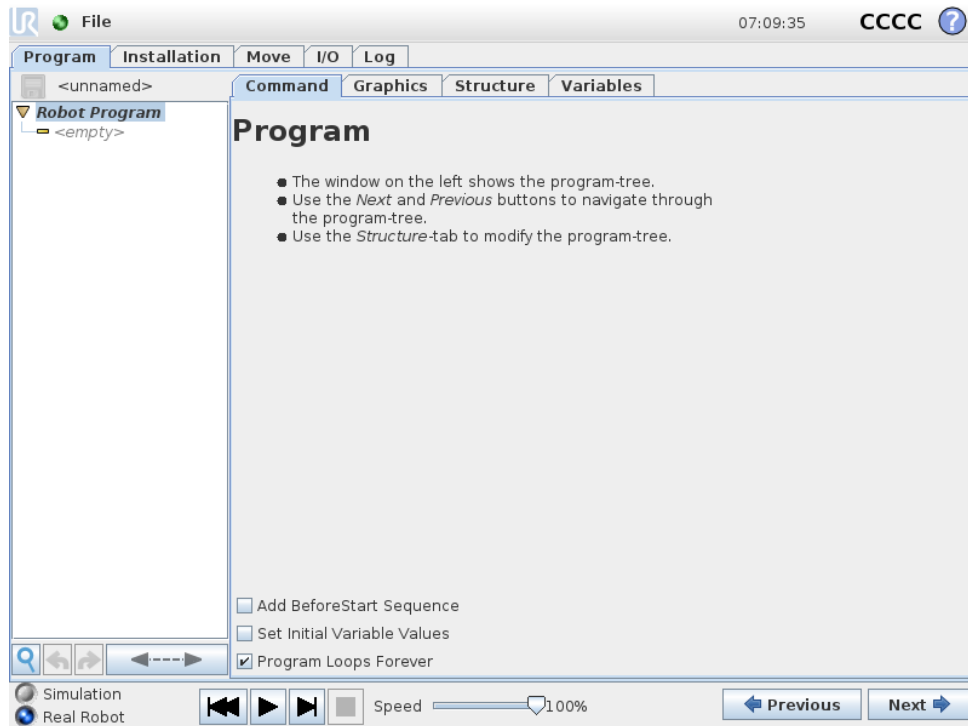 UR File 07:09:35 CCCC ?
Program Installation Move I/O Log
<unnamed>
Command Graphics Structure Variables
Robot Program
<empty>
Program
The window on the left shows the program-tree.
Use the Next and Previous buttons to navigate through
the program-tree.
Use the Structure-tab to modify the program-tree.
Add BeforeStart Sequence
Set Initial Variable Values
Program Loops Forever
Simulation
Real Robot
Speed 100%
Previous Next